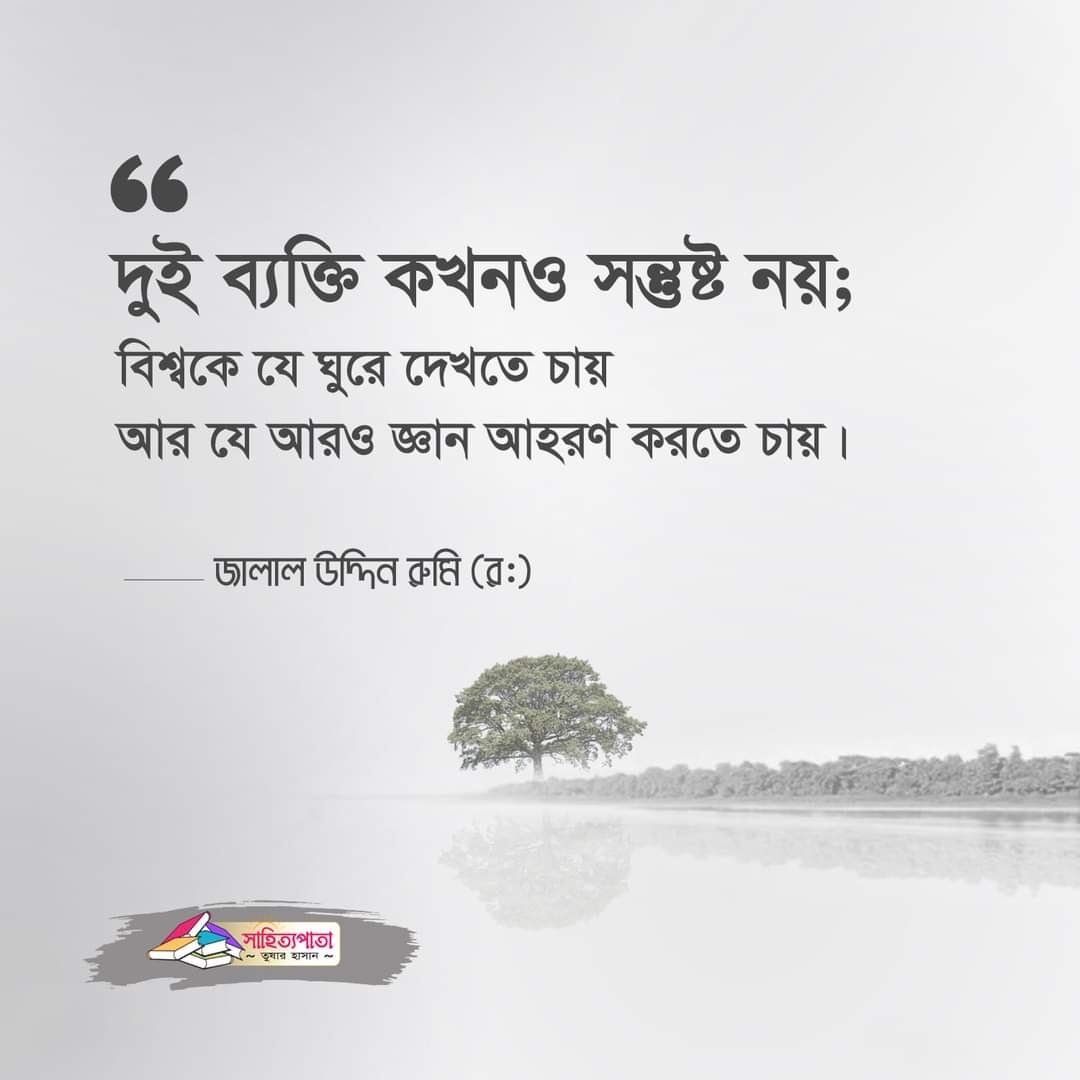 “
দুই ব্যক্তি কখনও সন্তুষ্ট নয়;
বিশ্বকে যে ঘুরে দেখতে চায়
আর যে আরও জ্ঞান আহরণ করতে চায়।
—— জালাল উদ্দিন রুমি (র:)
সাহিত্যপাতা
~ তুষার হাসান ~